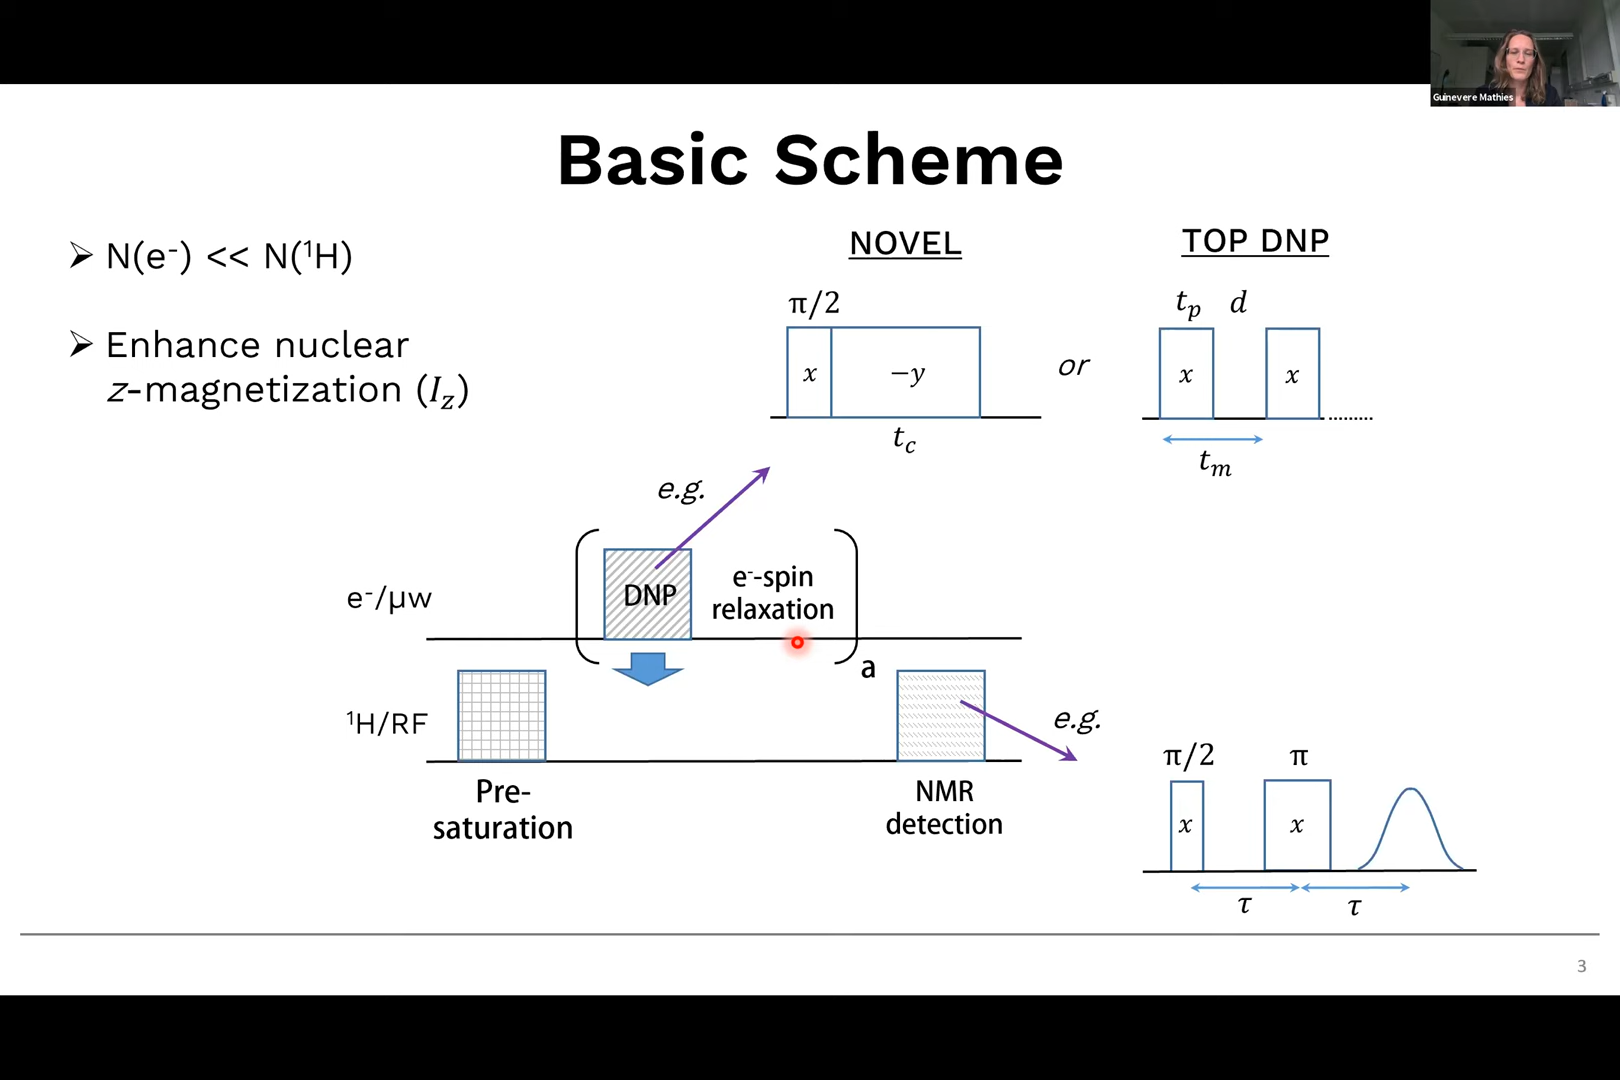 Guinevere Mathies
Basic Scheme
➢ N(e⁻) << N(¹H)
➢ Enhance nuclear
z-magnetization (I_z)
NOVEL
π/2
x
−y
t_c
or
TOP DNP
t_p d
x
x
t_m
e.g.
e⁻/μw
DNP
e⁻-spin
relaxation
a
¹H/RF
Pre-
saturation
NMR
detection
e.g.
π/2 π
x
x
τ τ
3